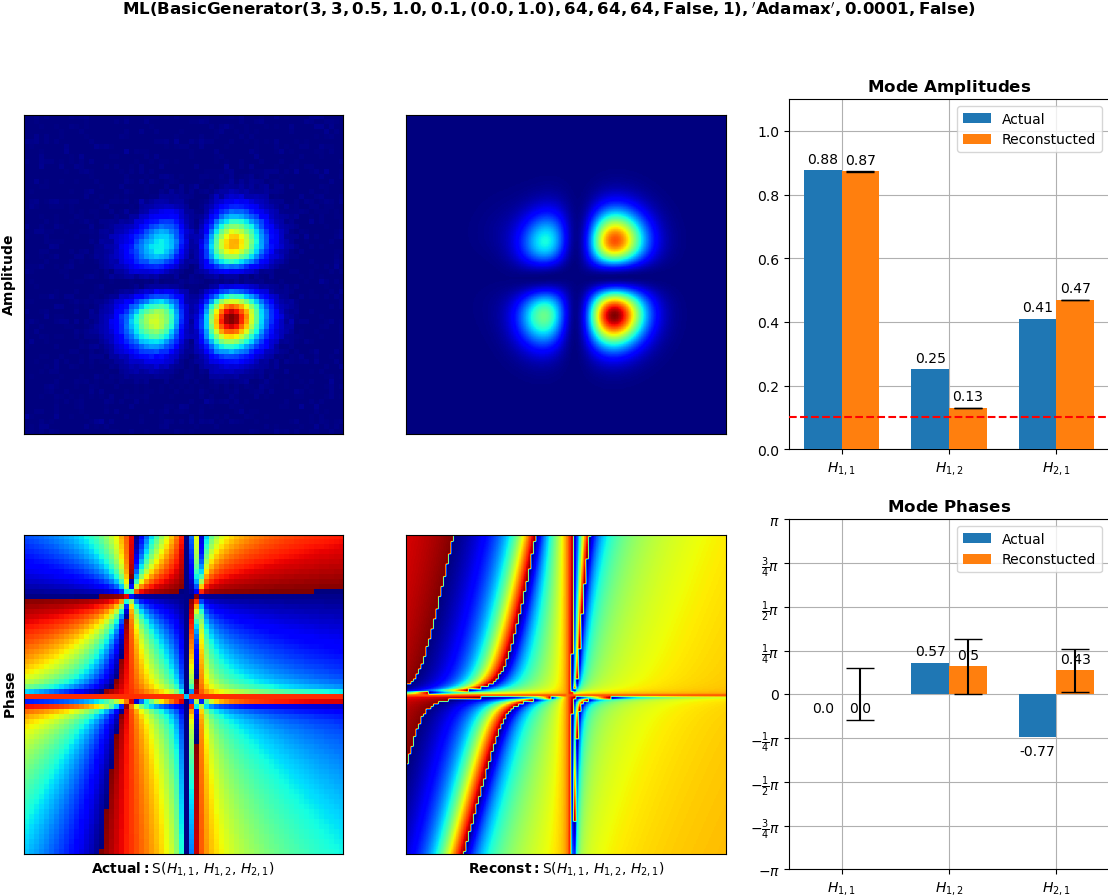 ML(BasicGenerator(3, 3, 0.5, 1.0, 0.1, (0.0, 1.0), 64, 64, 64, False, 1), ′Adamax′, 0.0001, False)
Mode Amplitudes
Amplitude
1.0
0.8
0.6
0.4
0.2
0.0
Actual
Reconstucted
0.88 0.87
0.25
0.13
0.41
0.47
H1,1 H1,2 H2,1
Mode Phases
Phase
π
3/4π
1/2π
1/4π
0
−1/4π
−1/2π
−3/4π
−π
Actual
Reconstucted
0.0 0.0
0.57 0.5
-0.77
0.43
H1,1 H1,2 H2,1
Actual: S(H1,1, H1,2, H2,1)
Reconst: S(H1,1, H1,2, H2,1)